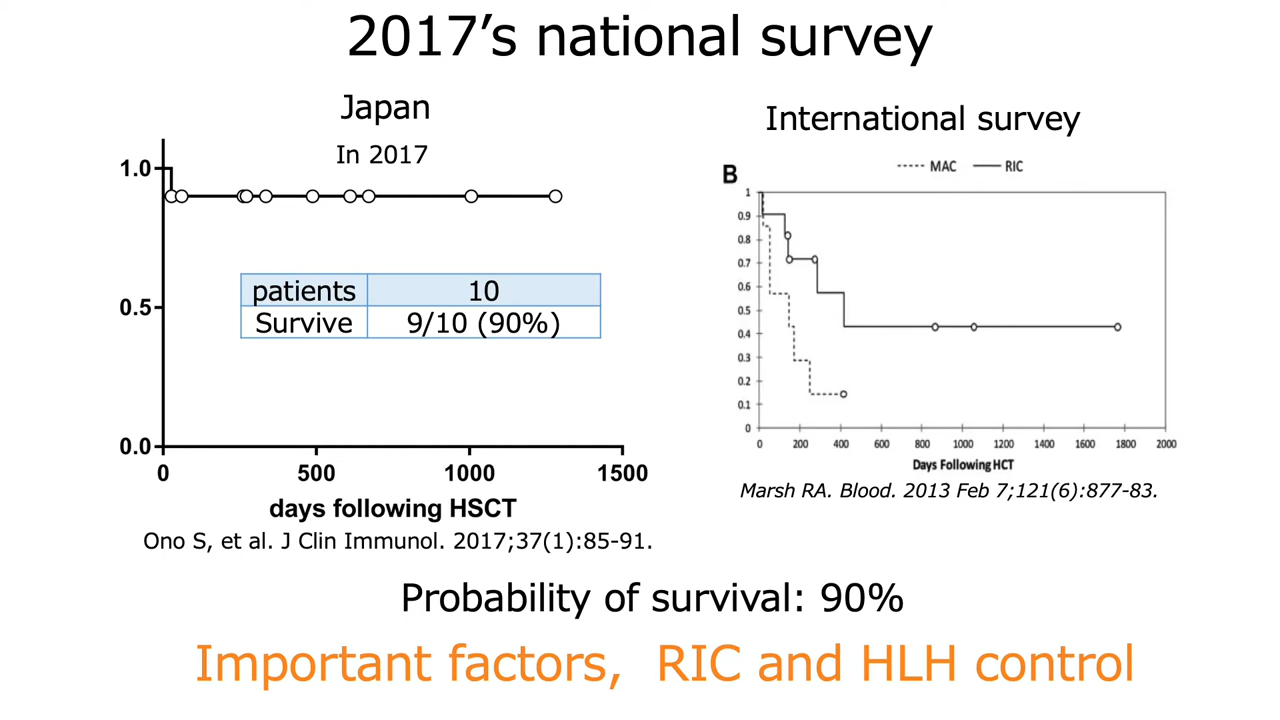 2017’s national survey
Japan
In 2017
1.0
0.5
0.0
0 500 1000 1500
days following HSCT
patients 10
Survive 9/10 (90%)
Ono S, et al. J Clin Immunol. 2017;37(1):85-91.
International survey
B
MAC RIC
1
0.9
0.8
0.7
0.6
0.5
0.4
0.3
0.2
0.1
0
0 200 400 600 800 1000 1200 1400 1600 1800 2000
Days Following HCT
Marsh RA. Blood. 2013 Feb 7;121(6):877-83.
Probability of survival: 90%
Important factors, RIC and HLH control